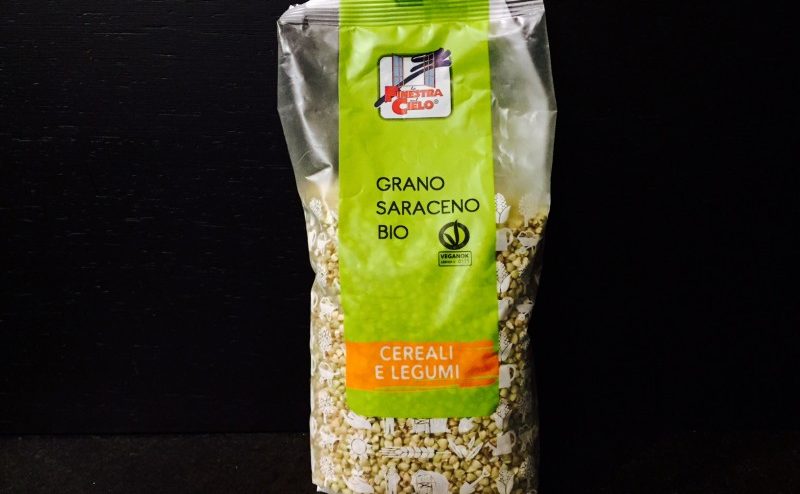 la
FINESTRA
sul
CIELO®
GRANO
SARACENO
BIO
VEGANOK
CEREALI
E LEGUMI